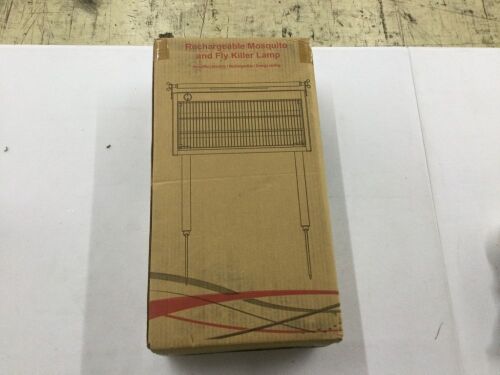 Rechargeable Mosquito
and Fly Killer Lamp